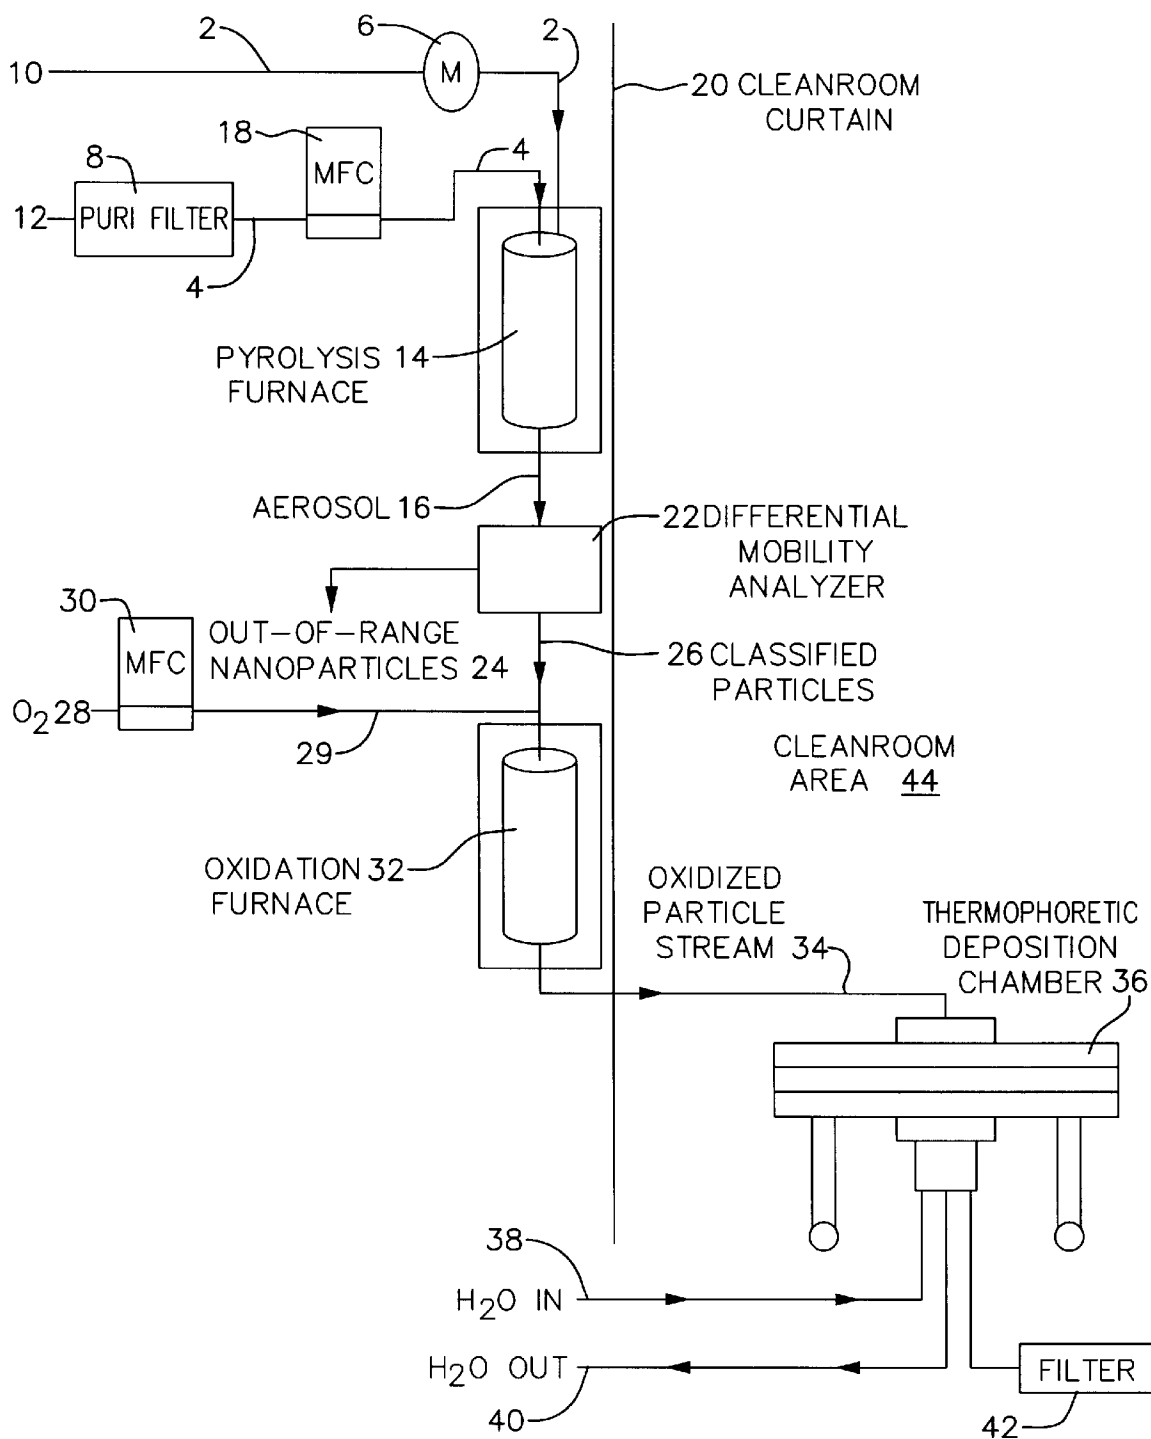 2
6
2
10
M
20 CLEANROOM
CURTAIN
18
MFC
4
8
12
PURI FILTER
4
PYROLYSIS 14
FURNACE
AEROSOL 16
22 DIFFERENTIAL
MOBILITY
ANALYZER
30
MFC
OUT-OF-RANGE
NANOPARTICLES 24
26 CLASSIFIED
PARTICLES
O2 28
29
CLEANROOM
AREA 44
OXIDATION 32
FURNACE
OXIDIZED
PARTICLE
STREAM 34
THERMOPHORETIC
DEPOSITION
CHAMBER 36
38
H2O IN
H2O OUT
40
FILTER
42